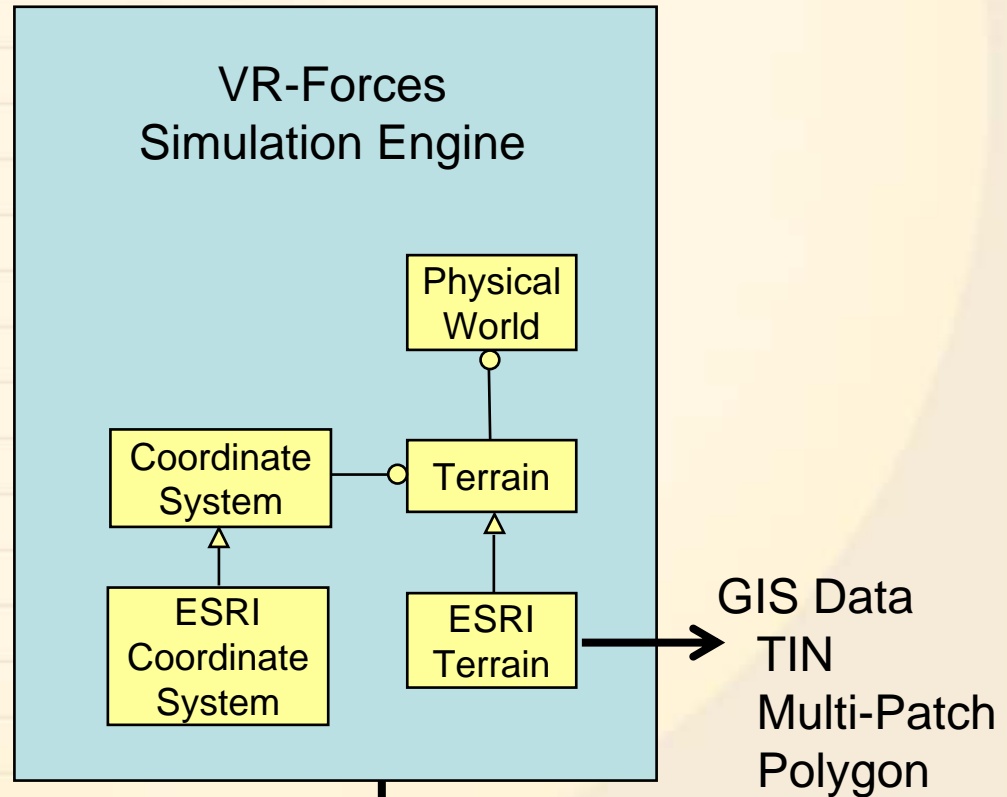 VR-Forces
Simulation Engine
Physical
World
Coordinate
System
Terrain
ESRI
Coordinate
System
ESRI
Terrain
GIS Data
TIN
Multi-Patch
Polygon